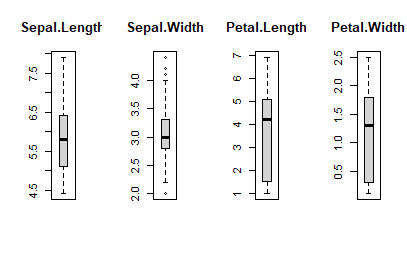 Sepal.Length
4.5 5.5 6.5 7.5
Sepal.Width
2.0 2.5 3.0 3.5 4.0
Petal.Length
1 2 3 4 5 6 7
Petal.Width
0.5 1.0 1.5 2.0 2.5